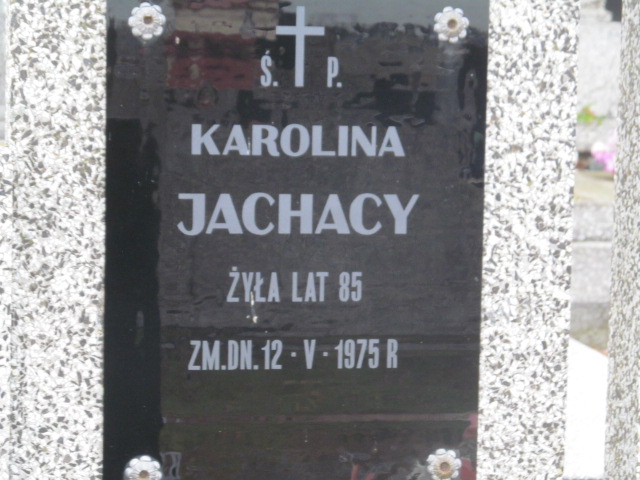 Ś. P.
KAROLINA
JACHACY
ŻYŁA LAT 85
ZM.DN. 12 - V - 1975 R